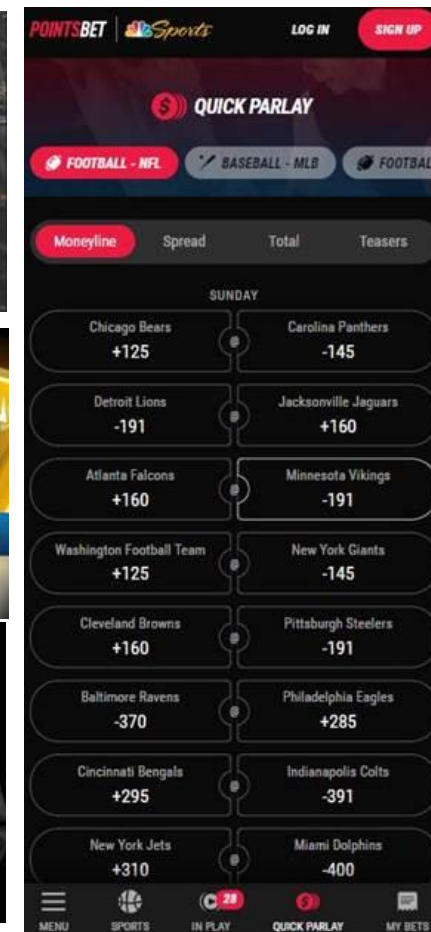 POINTSBET | NBC Sports LOG IN SIGN UP
QUICK PARLAY
FOOTBALL - NFL BASEBALL - MLB FOOTBAL
Moneyline Spread Total Teasers
SUNDAY
Chicago Bears Carolina Panthers
+125 @ -145
Detroit Lions Jacksonville Jaguars
-191 @ +160
Atlanta Falcons Minnesota Vikings
+160 @ -191
Washington Football Team New York Giants
+125 @ -145
Cleveland Browns Pittsburgh Steelers
+160 @ -191
Baltimore Ravens Philadelphia Eagles
-370 @ +285
Cincinnati Bengals Indianapolis Colts
+295 @ -391
New York Jets Miami Dolphins
+310 @ -400
28
MENU SPORTS IN PLAY QUICK PARLAY MY BETS